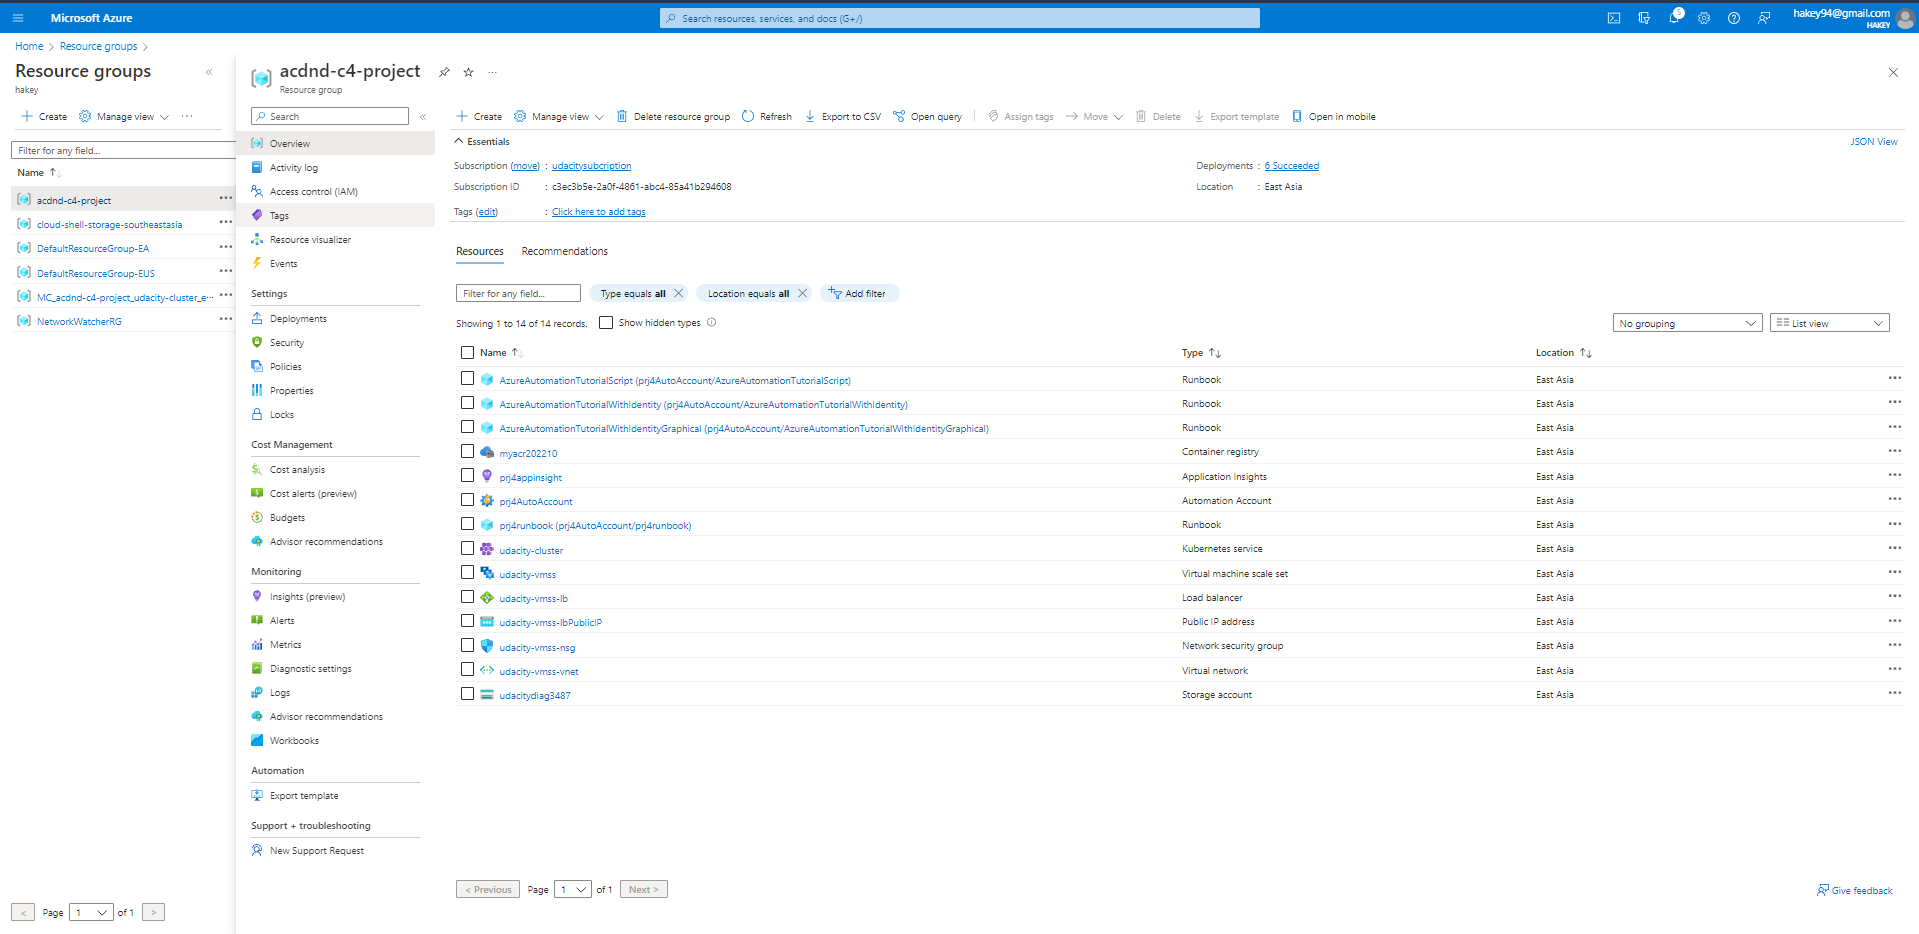 Microsoft Azure
Search resources, services, and docs (G+/)
5
hakey94@gmail.com
HAKEY
Home > Resource groups >
Resource groups
hakey
Create Manage view ...
Filter for any field...
Name ↑↓
acdnd-c4-project ...
cloud-shell-storage-southeastasia ...
DefaultResourceGroup-EA ...
DefaultResourceGroup-EUS ...
MC_acdnd-c4-project_udacity-cluster_e... ...
NetworkWatcherRG ...
< Page 1 of 1 >
acdnd-c4-project ...
Resource group
Search
Overview
Activity log
Access control (IAM)
Tags
Resource visualizer
Events
Settings
Deployments
Security
Policies
Properties
Locks
Cost Management
Cost analysis
Cost alerts (preview)
Budgets
Advisor recommendations
Monitoring
Insights (preview)
Alerts
Metrics
Diagnostic settings
Logs
Advisor recommendations
Workbooks
Automation
Export template
Support + troubleshooting
New Support Request
Create Manage view Delete resource group Refresh Export to CSV Open query Assign tags Move Delete Export template Open in mobile
Essentials
JSON View
Subscription (move) : udacitysubcription
Deployments : 6 Succeeded
Subscription ID : c3ec3b5e-2a0f-4861-abc4-85a41b294608
Location : East Asia
Tags (edit) : Click here to add tags
Resources Recommendations
Filter for any field... Type equals all Location equals all Add filter
Showing 1 to 14 of 14 records. Show hidden types
No grouping List view
Name ↑↓ Type ↑↓ Location ↑↓
AzureAutomationTutorialScript (prj4AutoAccount/AzureAutomationTutorialScript) Runbook East Asia ...
AzureAutomationTutorialWithIdentity (prj4AutoAccount/AzureAutomationTutorialWithIdentity) Runbook East Asia ...
AzureAutomationTutorialWithIdentityGraphical (prj4AutoAccount/AzureAutomationTutorialWithIdentityGraphical) Runbook East Asia ...
myacr202210 Container registry East Asia ...
prj4appinsight Application Insights East Asia ...
prj4AutoAccount Automation Account East Asia ...
prj4runbook (prj4AutoAccount/prj4runbook) Runbook East Asia ...
udacity-cluster Kubernetes service East Asia ...
udacity-vmss Virtual machine scale set East Asia ...
udacity-vmss-lb Load balancer East Asia ...
udacity-vmss-lbPublicIP Public IP address East Asia ...
udacity-vmss-nsg Network security group East Asia ...
udacity-vmss-vnet Virtual network East Asia ...
udacitydiag3487 Storage account East Asia ...
< Previous Page 1 of 1 Next >
Give feedback